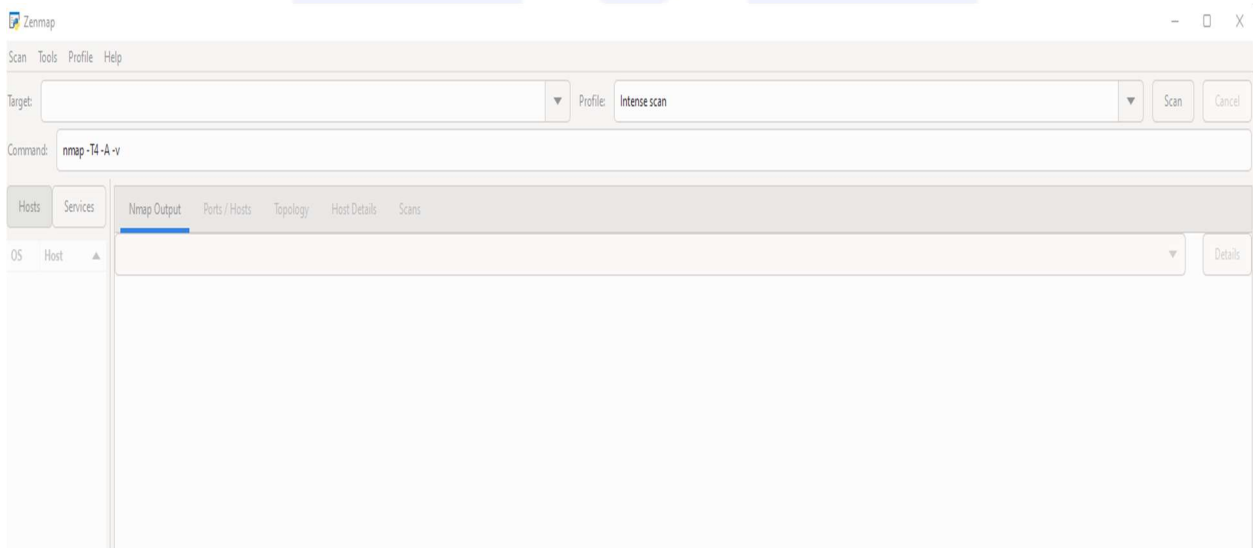 Zenmap
Scan Tools Profile Help
Target: Profile: Intense scan Scan Cancel
Command: nmap -T4 -A -v
Hosts Services Nmap Output Ports / Hosts Topology Host Details Scans
OS Host Details